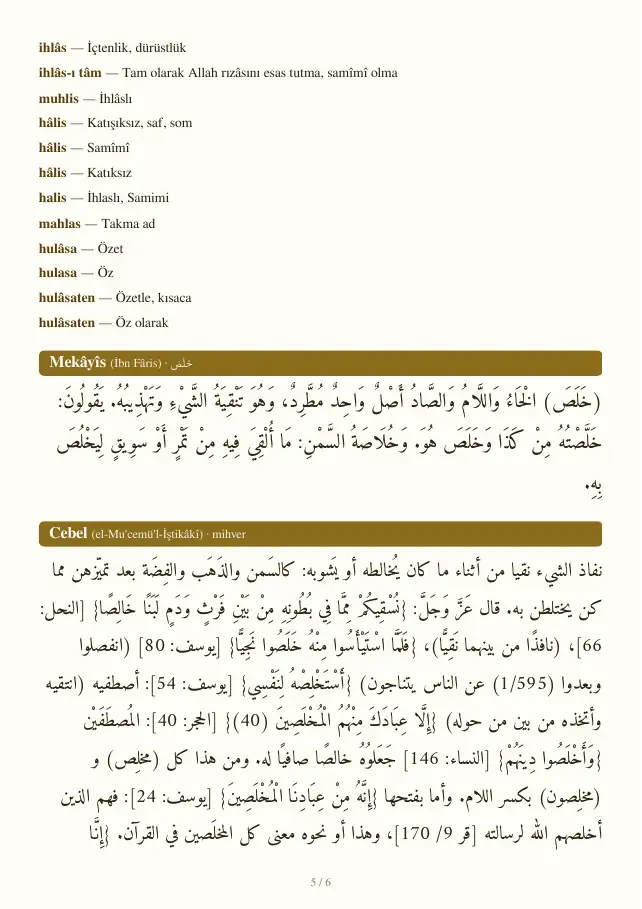 ihlâs — İçtenlik, dürüstlük
ihlâs-ı tâm — Tam olarak Allah rızâsını esas tutma, samîmî olma
muhlis — İhlâslı
hâlis — Katışıksız, saf, som
hâlis — Samîmî
hâlis — Katıksız
halis — İhlaslı, Samimi
mahlas — Takma ad
hulâsa — Özet
hulasa — Öz
hulâsaten — Özetle, kısaca
hulâsaten — Öz olarak
Mekâyîs (İbn Fâris) · خلص
(خَلَصَ) الْخَاءُ وَاللَّامُ وَالصَّادُ أَصْلٌ وَاحِدٌ مُطَّرِدٌ، وَهُوَ تَنْقِيَةُ الشَّيْءِ وَتَهْذِيبُهُ. يَقُولُونَ:
خَلَّصْتُهُ مِنْ كَذَا وَخَلَصَ هُوَ. وَخُلَاصَةُ السَّمْنِ: مَا أُلْقِيَ فِيهِ مِنْ تَمْرٍ أَوْ سَوِيقٍ لِيَخْلُصَ
بِهِ.
Cebel (el-Mu'cemü'l-İştikâkî) · mihver
نفاذ الشيء نقيا من أثناء ما كان يُخالطه أو يَشوبه: كالسَمن والذَهَب والفِضَة بعد تميّزهن مما
كن يختلطن به. قال عَزَّ وَجَلَّ: {نُسْقِيكُمْ مِمَّا فِي بُطُونِهِ مِنْ بَيْنِ فَرْثٍ وَدَمٍ لَبَنًا خَالِصًا} [النحل:
66]، (نافذًا من بينهما نَقِيًّا)، {فَلَمَّا اسْتَيْأَسُوا مِنْهُ خَلَصُوا نَجِيًّا} [يوسف: 80] (انفصلوا
وبعدوا (1/595) عن الناس يتناجون) {أَسْتَخْلِصْهُ لِنَفْسِي} [يوسف: 54]: أصطفيه (انتقيه
وأتخذه من بين من حوله) {إِلَّا عِبَادَكَ مِنْهُمُ الْمُخْلَصِينَ (40)} [الحجر: 40]: المُصطَفَيْن
{وَأَخْلَصُوا دِينَهُمْ} [النساء: 146] جَعَلُوهُ خالصًا صافيًا له. ومن هذا كل (مخلِص) و
(مخلِصون) بكسر اللام. وأما بفتحها {إِنَّهُ مِنْ عِبَادِنَا الْمُخْلَصِينَ} [يوسف: 24]: فهم الذين
أخلصهم الله لرسالته [قر 9/ 170]، وهذا أو نحوه معنى كل المخلَصين في القرآن. {إِنَّا
5 / 6